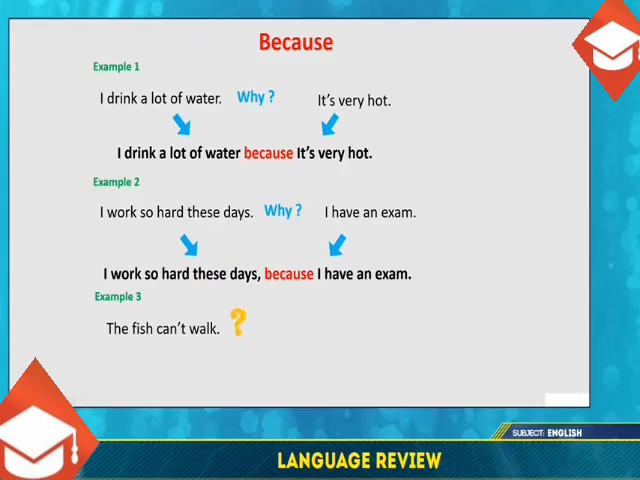 Because
Example 1
I drink a lot of water. Why ? It's very hot.
I drink a lot of water because It's very hot.
Example 2
I work so hard these days. Why ? I have an exam.
I work so hard these days, because I have an exam.
Example 3
The fish can't walk. ?
SUBJECT: ENGLISH
LANGUAGE REVIEW